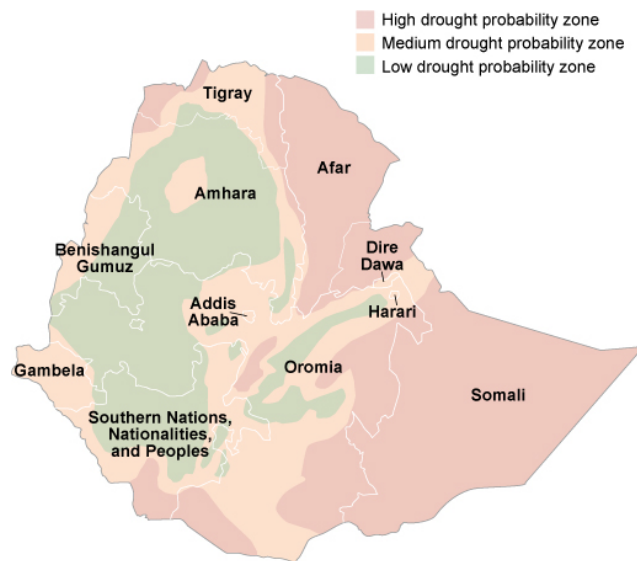 High drought probability zone
Medium drought probability zone
Low drought probability zone
Tigray
Afar
Amhara
Benishangul
Gumuz
Dire
Dawa
Addis
Ababa
Harari
Gambela
Oromia
Somali
Southern Nations,
Nationalities,
and Peoples